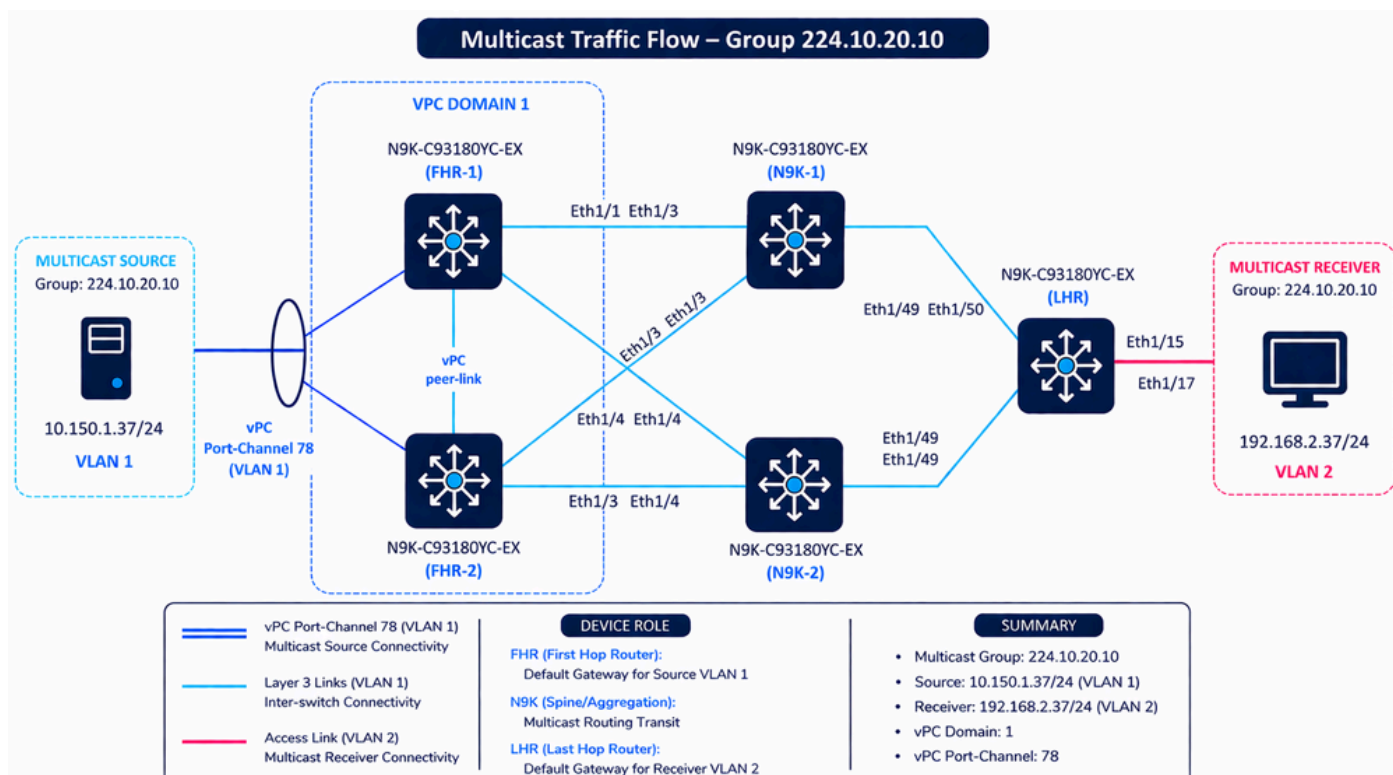 Multicast Traffic Flow – Group 224.10.20.10
VPC DOMAIN 1
N9K-C93180YC-EX
(FHR-1)
N9K-C93180YC-EX
(N9K-1)
Eth1/1 Eth1/3
MULTICAST SOURCE
Group: 224.10.20.10
10.150.1.37/24
VLAN 1
vPC
Port-Channel 78
(VLAN 1)
vPC
peer-link
Eth1/3 Eth1/3
Eth1/4 Eth1/4
Eth1/3 Eth1/4
N9K-C93180YC-EX
(FHR-2)
N9K-C93180YC-EX
(N9K-2)
Eth1/49 Eth1/50
N9K-C93180YC-EX
(LHR)
Eth1/49
Eth1/49
Eth1/15
Eth1/17
MULTICAST RECEIVER
Group: 224.10.20.10
192.168.2.37/24
VLAN 2
vPC Port-Channel 78 (VLAN 1)
Multicast Source Connectivity
Layer 3 Links (VLAN 1)
Inter-switch Connectivity
Access Link (VLAN 2)
Multicast Receiver Connectivity
DEVICE ROLE
FHR (First Hop Router):
Default Gateway for Source VLAN 1
N9K (Spine/Aggregation):
Multicast Routing Transit
LHR (Last Hop Router):
Default Gateway for Receiver VLAN 2
SUMMARY
• Multicast Group: 224.10.20.10
• Source: 10.150.1.37/24 (VLAN 1)
• Receiver: 192.168.2.37/24 (VLAN 2)
• vPC Domain: 1
• vPC Port-Channel: 78